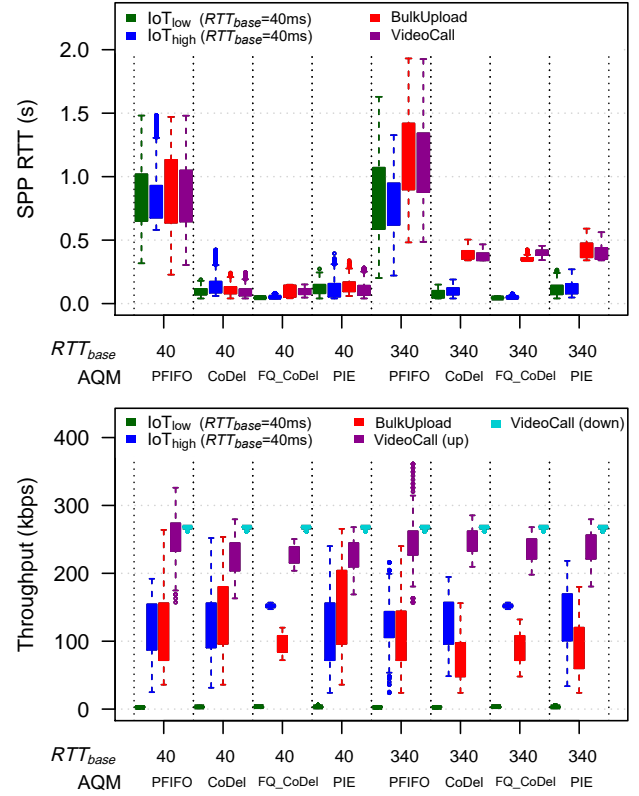 IoTlow (RTTbase=40ms) BulkUpload
IoThigh (RTTbase=40ms) VideoCall
SPP RTT (s)
2.0
1.5
1.0
0.5
0.0
RTTbase 40 40 40 40 340 340 340 340
AQM PFIFO CoDel FQ_CoDel PIE PFIFO CoDel FQ_CoDel PIE
IoTlow (RTTbase=40ms) BulkUpload VideoCall (down)
IoThigh (RTTbase=40ms) VideoCall (up)
Throughput (kbps)
400
300
200
100
0
RTTbase 40 40 40 40 340 340 340 340
AQM PFIFO CoDel FQ_CoDel PIE PFIFO CoDel FQ_CoDel PIE